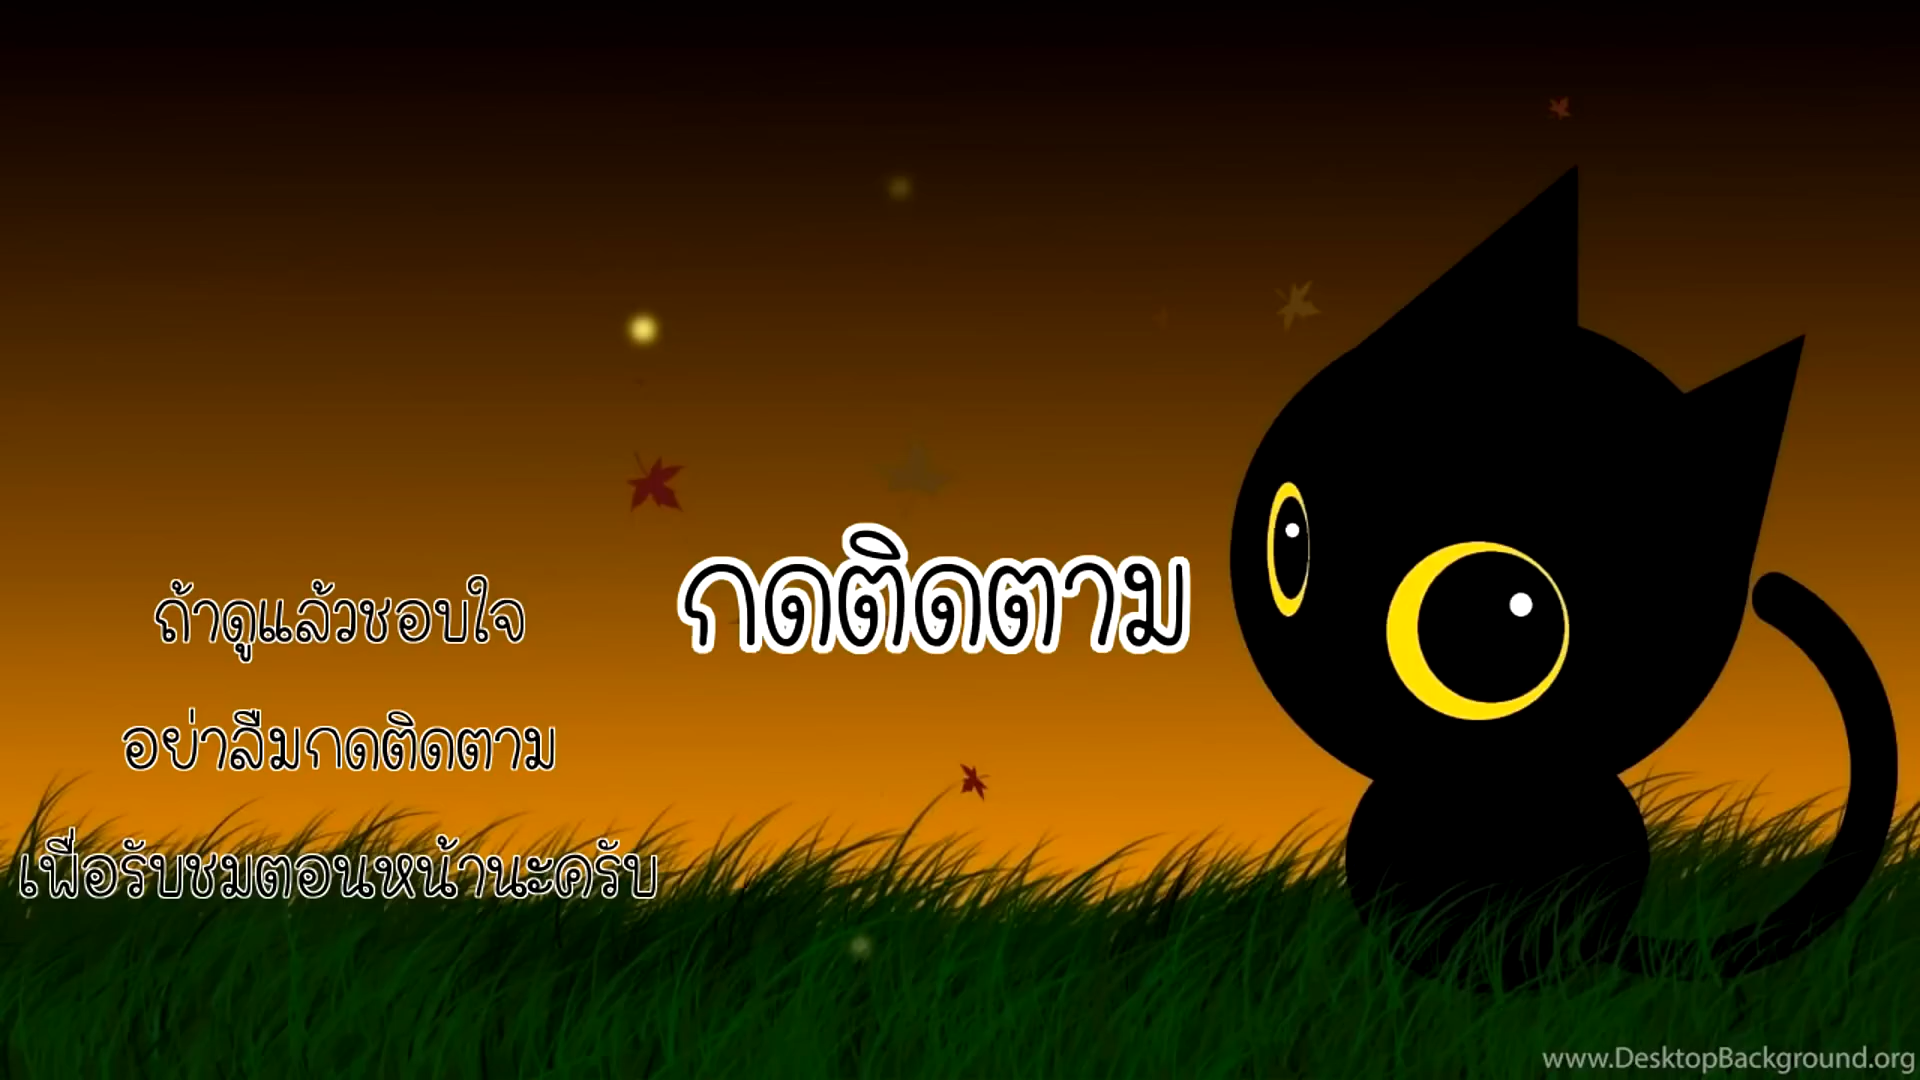 กดติดตาม
ถ้าดูแล้วชอบใจ
อย่าลืมกดติดตาม
เพื่อรับชมตอนหน้านะครับ
www.DesktopBackground.org